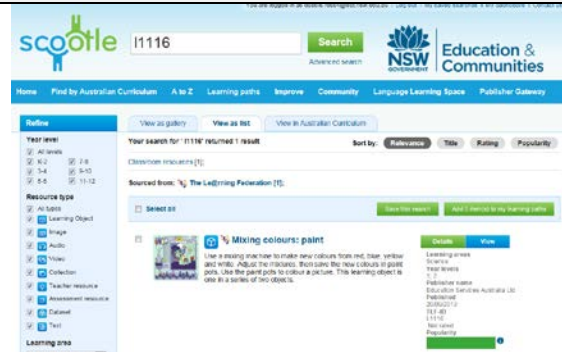 scootle
l1116
Search
Advanced search
NSW
GOVERNMENT
Education &
Communities
Home Find by Australian Curriculum A to Z Learning paths Improve Community Language Learning Space Publisher Gateway
Refine
View as gallery View as list View in Australian Curriculum
Year level
All levels
K-2 7-8
3-4 9-10
5-6 11-12
Resource type
All types
Learning Object
Image
Audio
Video
Collection
Teacher resource
Assessment resource
Dataset
Text
Learning area
Your search for "l1116" returned 1 result
Sort by: Relevance Title Rating Popularity
Classroom resources [1];
Sourced from: The Le@rning Federation [1];
Select all
Save this search
Mixing colours: paint
Use a mixing machine to make new colours from red, blue, yellow
and white. Adjust the mixtures, then save the new colours in paint
pots. Use the paint pots to colour a picture. This learning object is
one in a series of two objects.
Details View
Learning areas
Science
Year levels
Publisher name
Education Services Australia Ltd
Published
TLF-ID
L1116
Not rated
Popularity